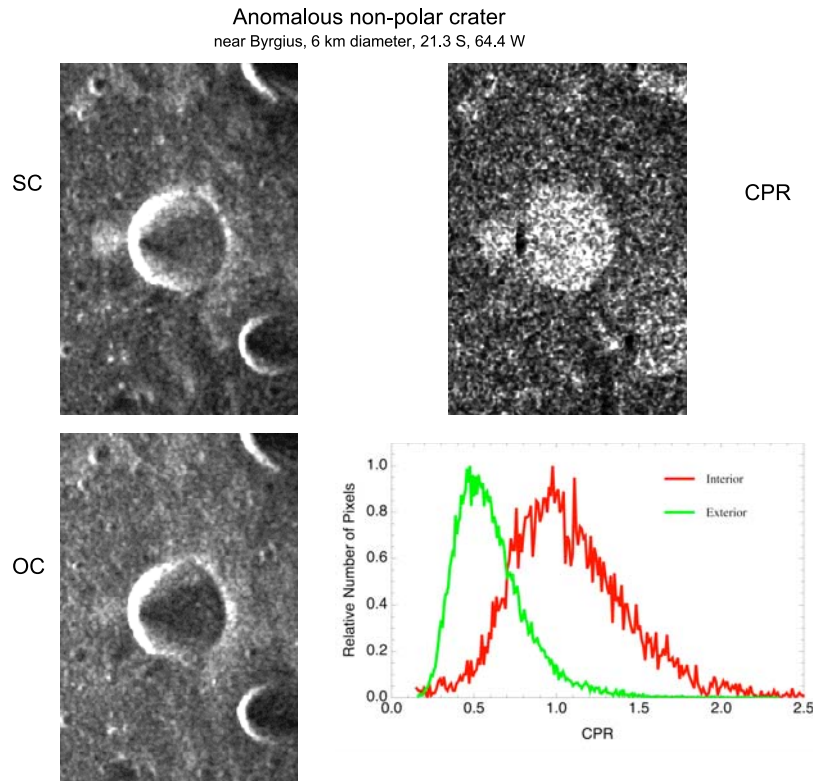 Anomalous non-polar crater
near Byrgius, 6 km diameter, 21.3 S, 64.4 W
SC
CPR
OC
Relative Number of Pixels
1.0
0.8
0.6
0.4
0.2
0.0
Interior
Exterior
0.0 0.5 1.0 1.5 2.0 2.5
CPR